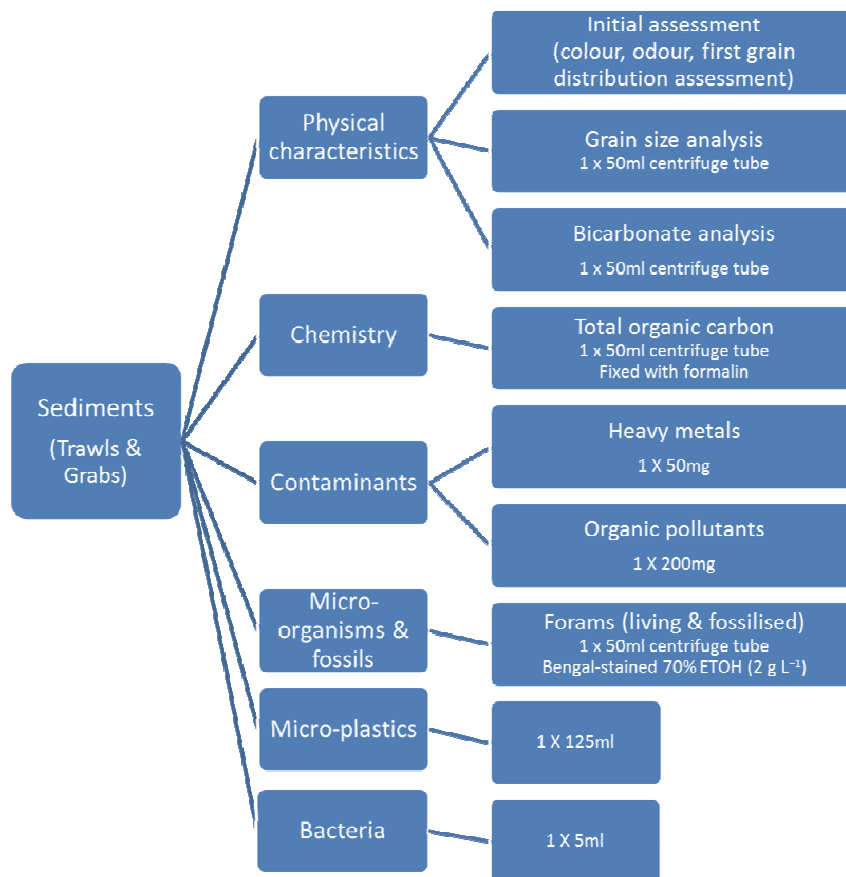 Sediments
(Trawls &
Grabs)
Physical
characteristics
Initial assessment
(colour, odour, first grain
distribution assessment)
Grain size analysis
1 x 50ml centrifuge tube
Bicarbonate analysis
1 x 50ml centrifuge tube
Chemistry
Total organic carbon
1 x 50ml centrifuge tube
Fixed with formalin
Contaminants
Heavy metals
1 X 50mg
Organic pollutants
1 X 200mg
Micro-
organisms &
fossils
Forams (living & fossilised)
1 x 50ml centrifuge tube
Bengal-stained 70% ETOH (2 g L⁻¹)
Micro-plastics
1 X 125ml
Bacteria
1 X 5ml